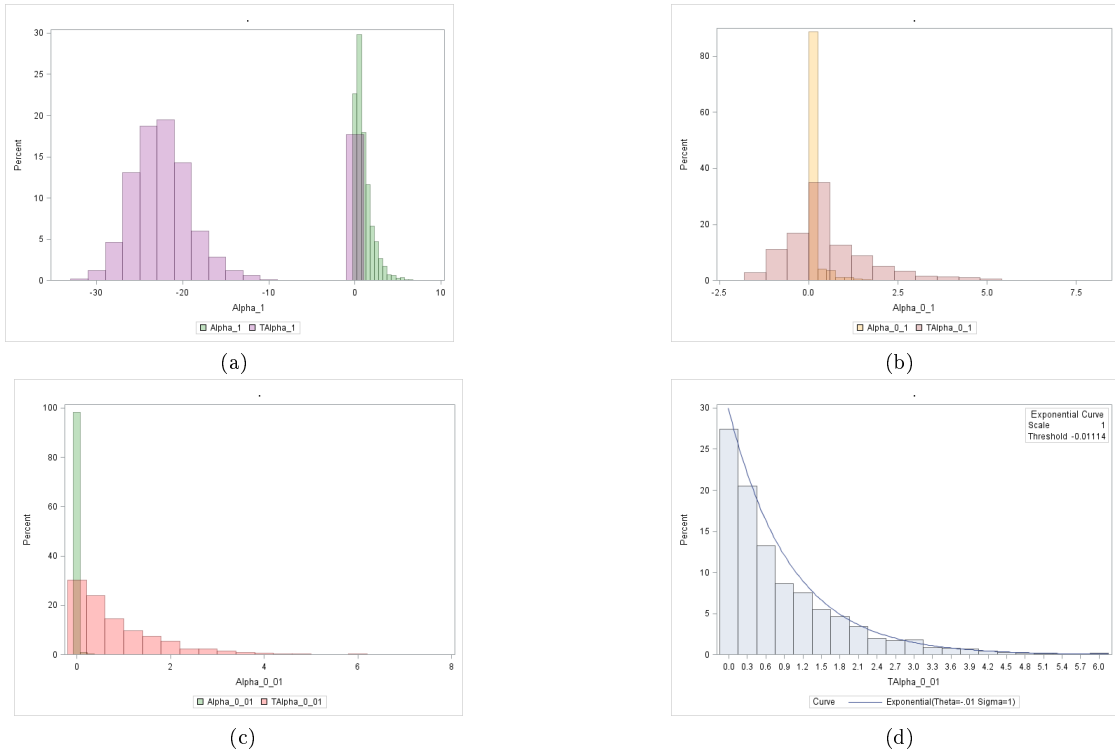 .
30
25
20
15
10
5
0
Percent
-30 -20 -10 0 10
Alpha_1
Alpha_1 TAlpha_1
(a)
.
80
60
40
20
0
Percent
-2.5 0.0 2.5 5.0 7.5
Alpha_0_1
Alpha_0_1 TAlpha_0_1
(b)
.
100
80
60
40
20
0
Percent
0 2 4 6 8
Alpha_0_01
Alpha_0_01 TAlpha_0_01
(c)
.
30
25
20
15
10
5
0
Percent
Exponential Curve
Scale 1
Threshold -0.01114
0.0 0.3 0.6 0.9 1.2 1.5 1.8 2.1 2.4 2.7 3.0 3.3 3.6 3.9 4.2 4.5 4.8 5.1 5.4 5.7 6.0
TAlpha_0_01
Curve Exponential(Theta=-.01 Sigma=1)
(d)